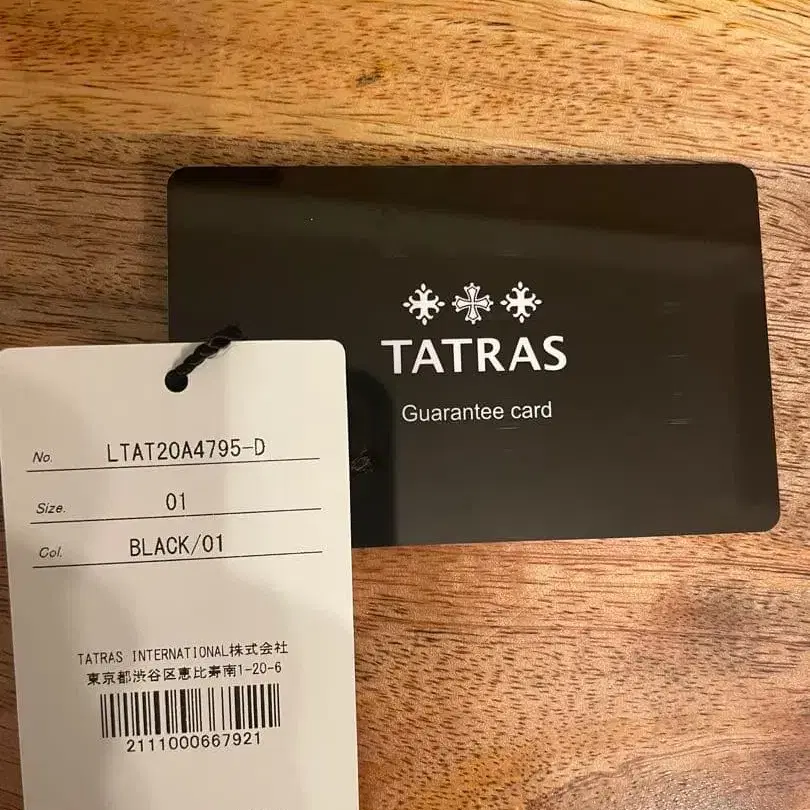 TATRAS
Guarantee card
No. LTAT20A4795-D
Size. 01
Col. BLACK/01
TATRAS INTERNATIONAL株式会社
東京都渋谷区恵比寿南1-20-6
2111000667921